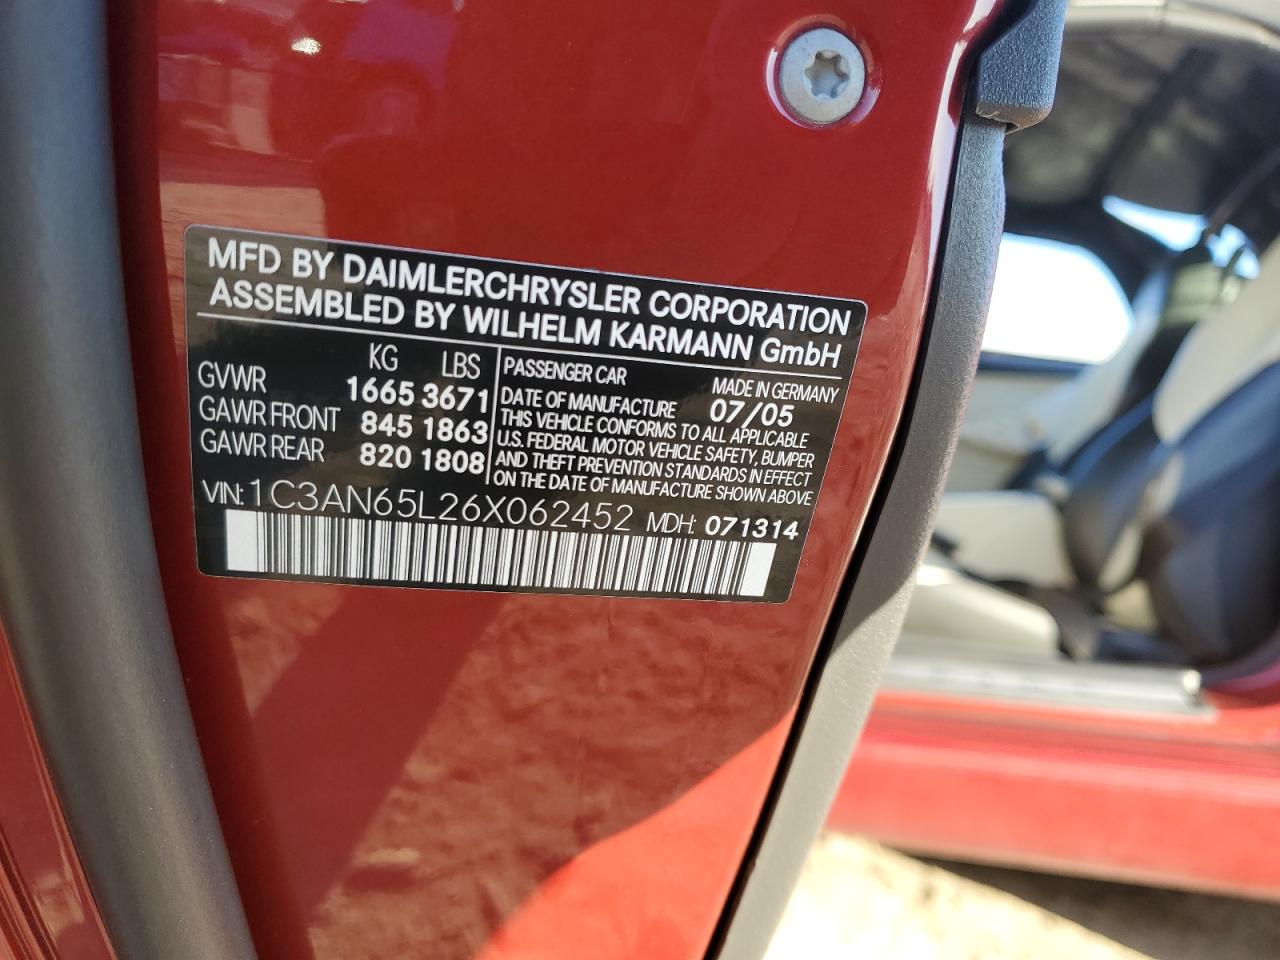 MFD BY DAIMLERCHRYSLER CORPORATION
ASSEMBLED BY WILHELM KARMANN GmbH
KG LBS
GVWR 1665 3671
GAWR FRONT 845 1863
GAWR REAR 820 1808
PASSENGER CAR MADE IN GERMANY
DATE OF MANUFACTURE 07/05
THIS VEHICLE CONFORMS TO ALL APPLICABLE
U.S. FEDERAL MOTOR VEHICLE SAFETY, BUMPER
AND THEFT PREVENTION STANDARDS IN EFFECT
ON THE DATE OF MANUFACTURE SHOWN ABOVE
VIN: 1C3AN65L26X062452 MDH: 071314